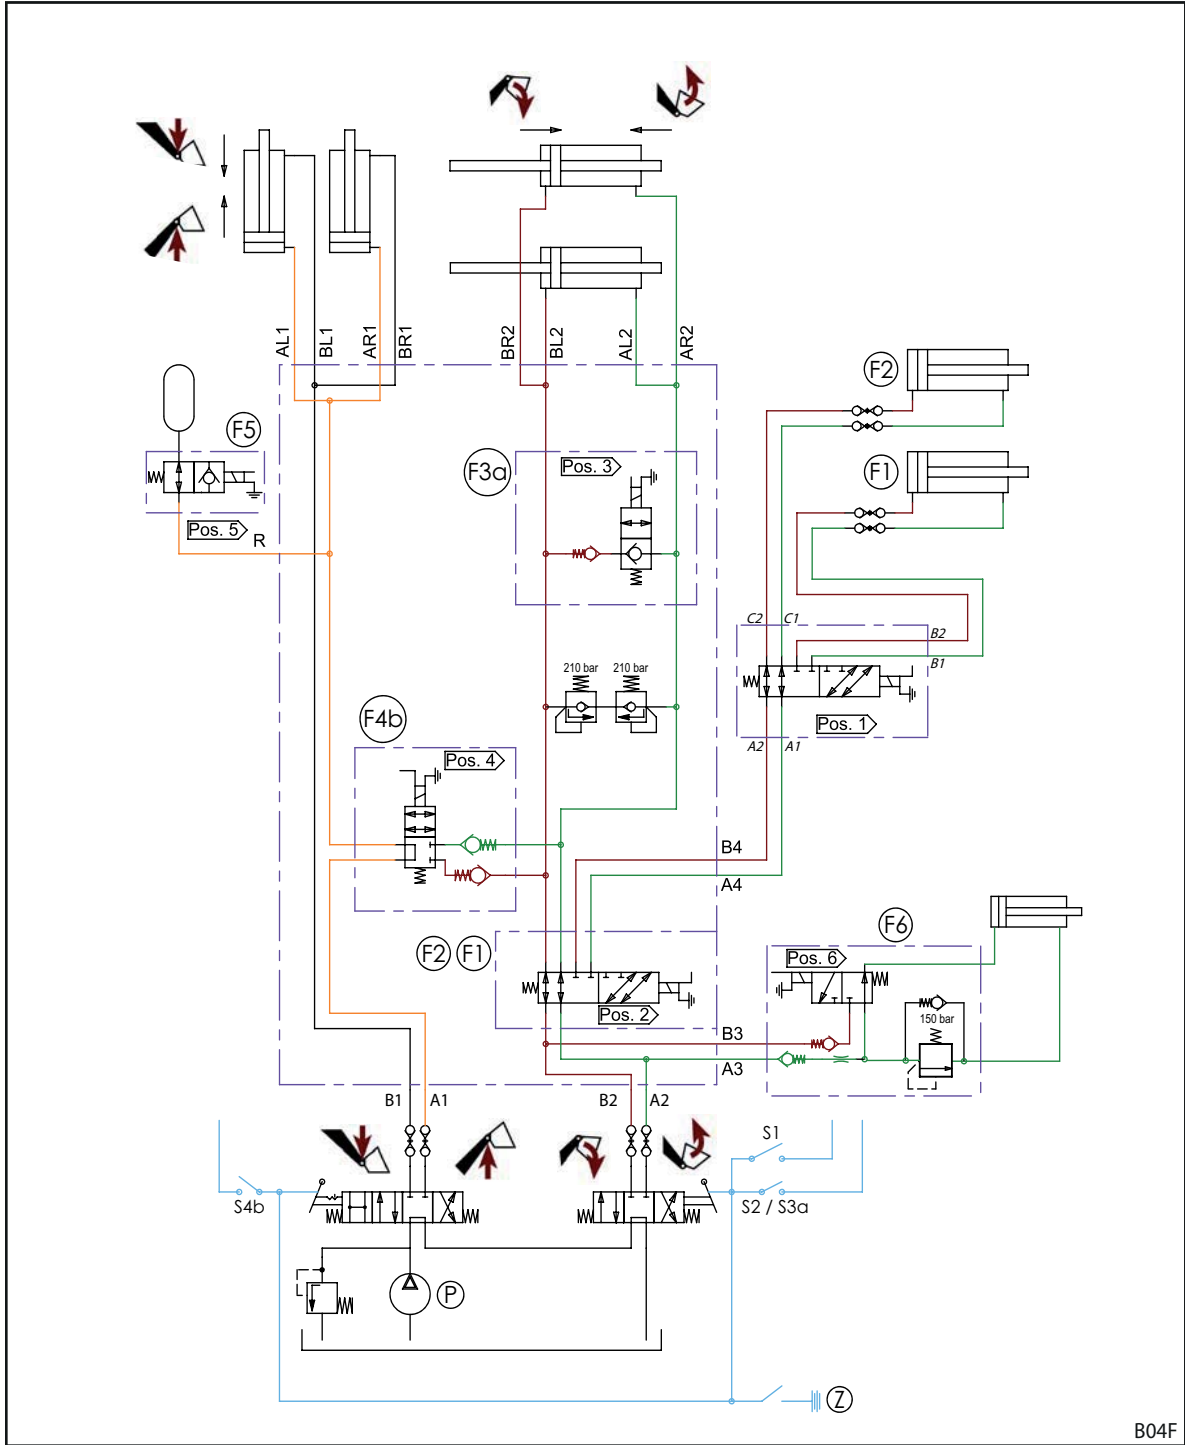 AL1
BL1
AR1
BR1
BR2
BL2
AL2
AR2
F2
F5
F3a
Pos. 3
F1
Pos. 5
R
C2
C1
B2
B1
210 bar
210 bar
F4b
Pos. 1
A2
A1
Pos. 4
B4
A4
F6
F2
F1
Pos. 6
Pos. 2
150 bar
B3
A3
B1
A1
B2
A2
S1
S4b
S2 / S3a
P
Z
B04F